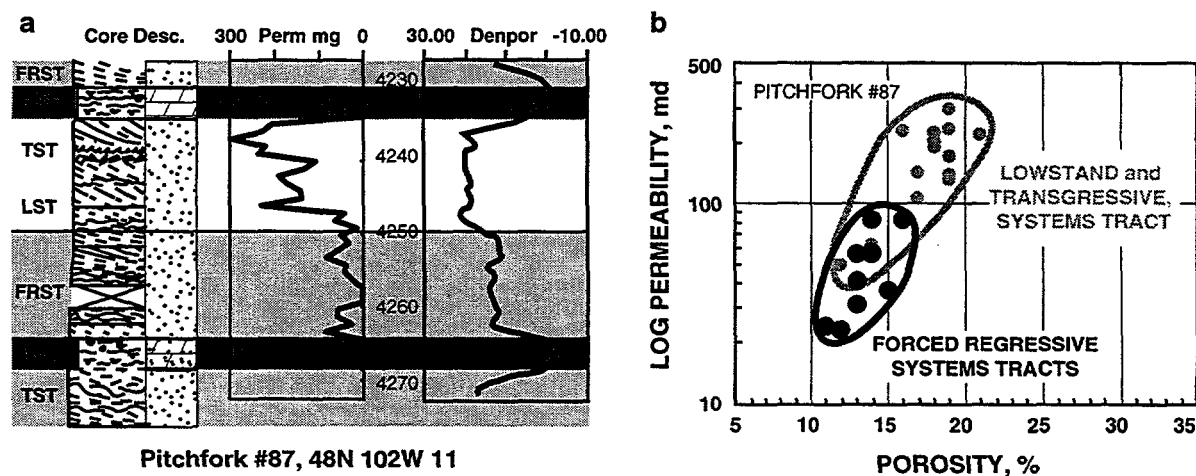 a
Core Desc. 300 Perm mg 0 30.00 Denpor -10.00
FRST
4230
TST
4240
LST
4250
FRST
4260
4270
TST
Pitchfork #87, 48N 102W 11
b
LOG PERMEABILITY, md
500
100
10
PITCHFORK #87
LOWSTAND and
TRANSGRESSIVE,
SYSTEMS TRACT
FORCED REGRESSIVE
SYSTEMS TRACTS
5 10 15 20 25 30 35
POROSITY, %